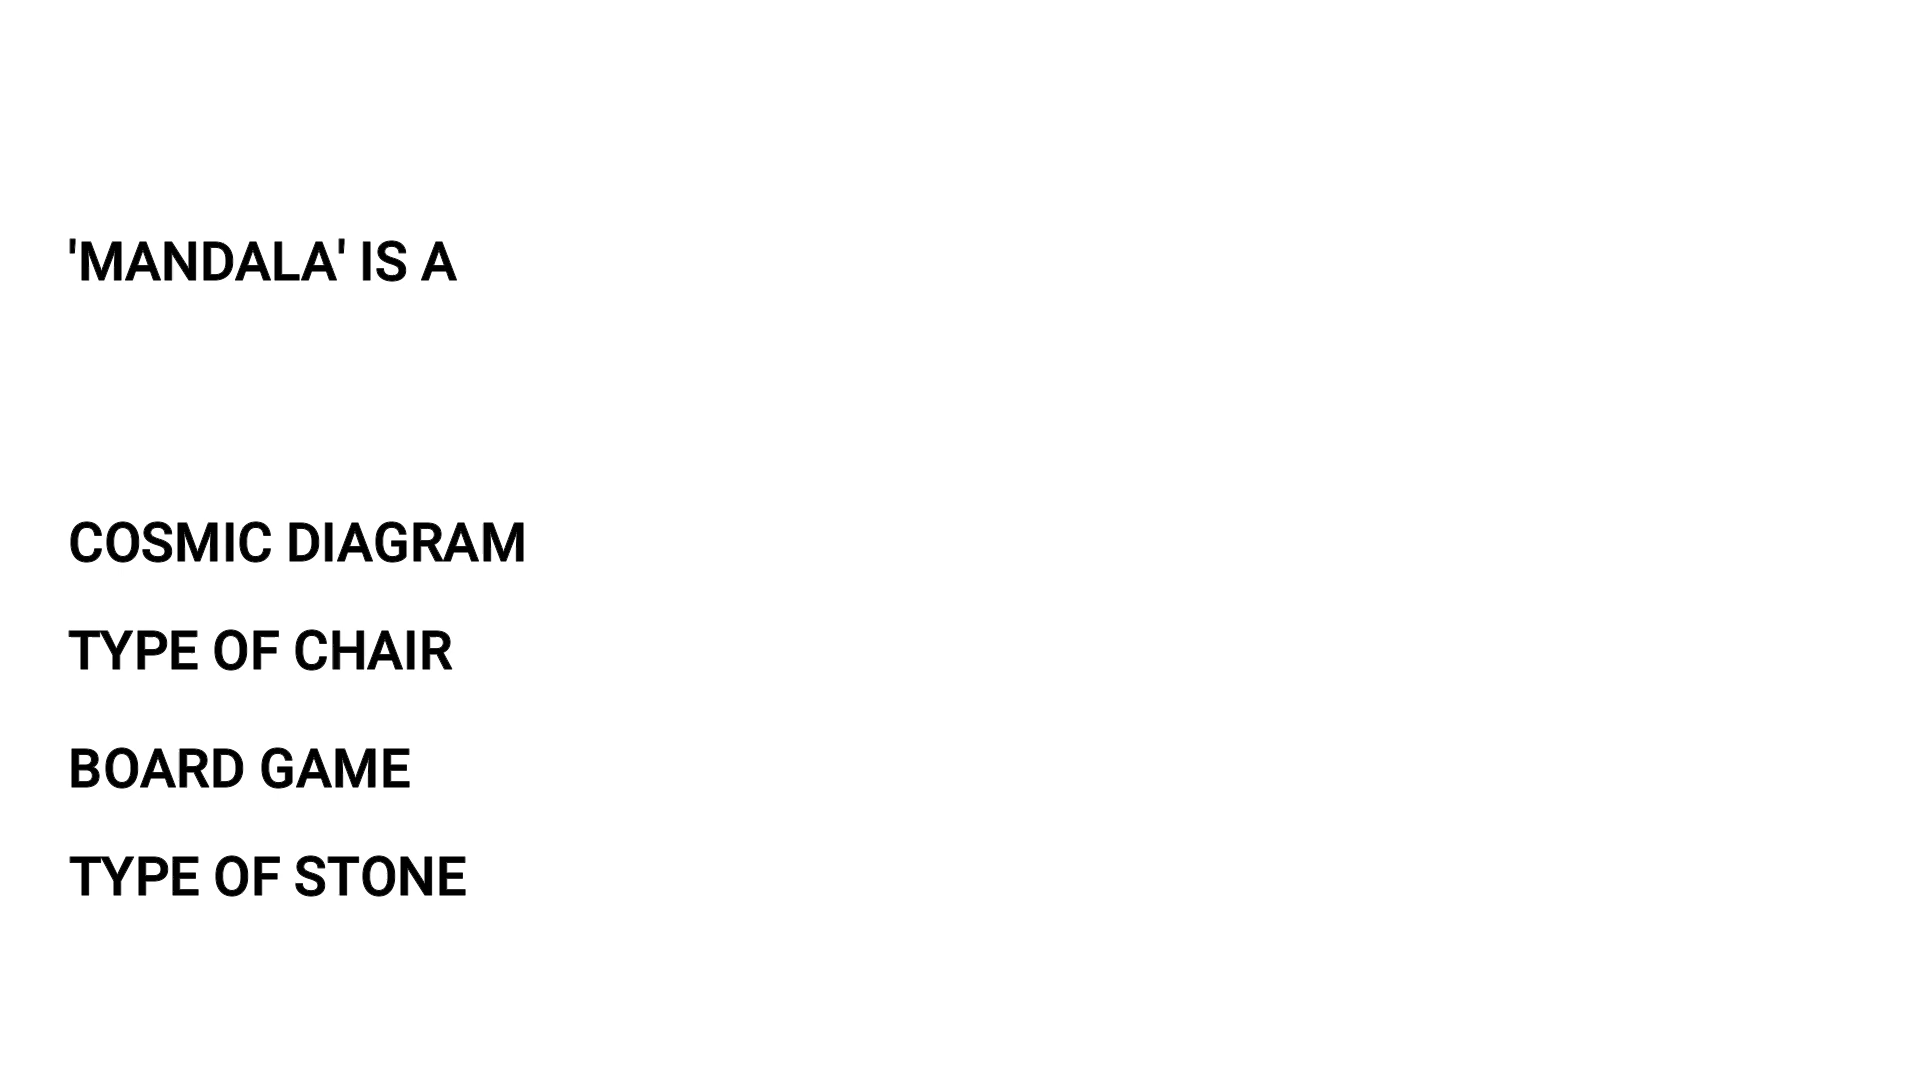 'MANDALA' IS A
COSMIC DIAGRAM
TYPE OF CHAIR
BOARD GAME
TYPE OF STONE